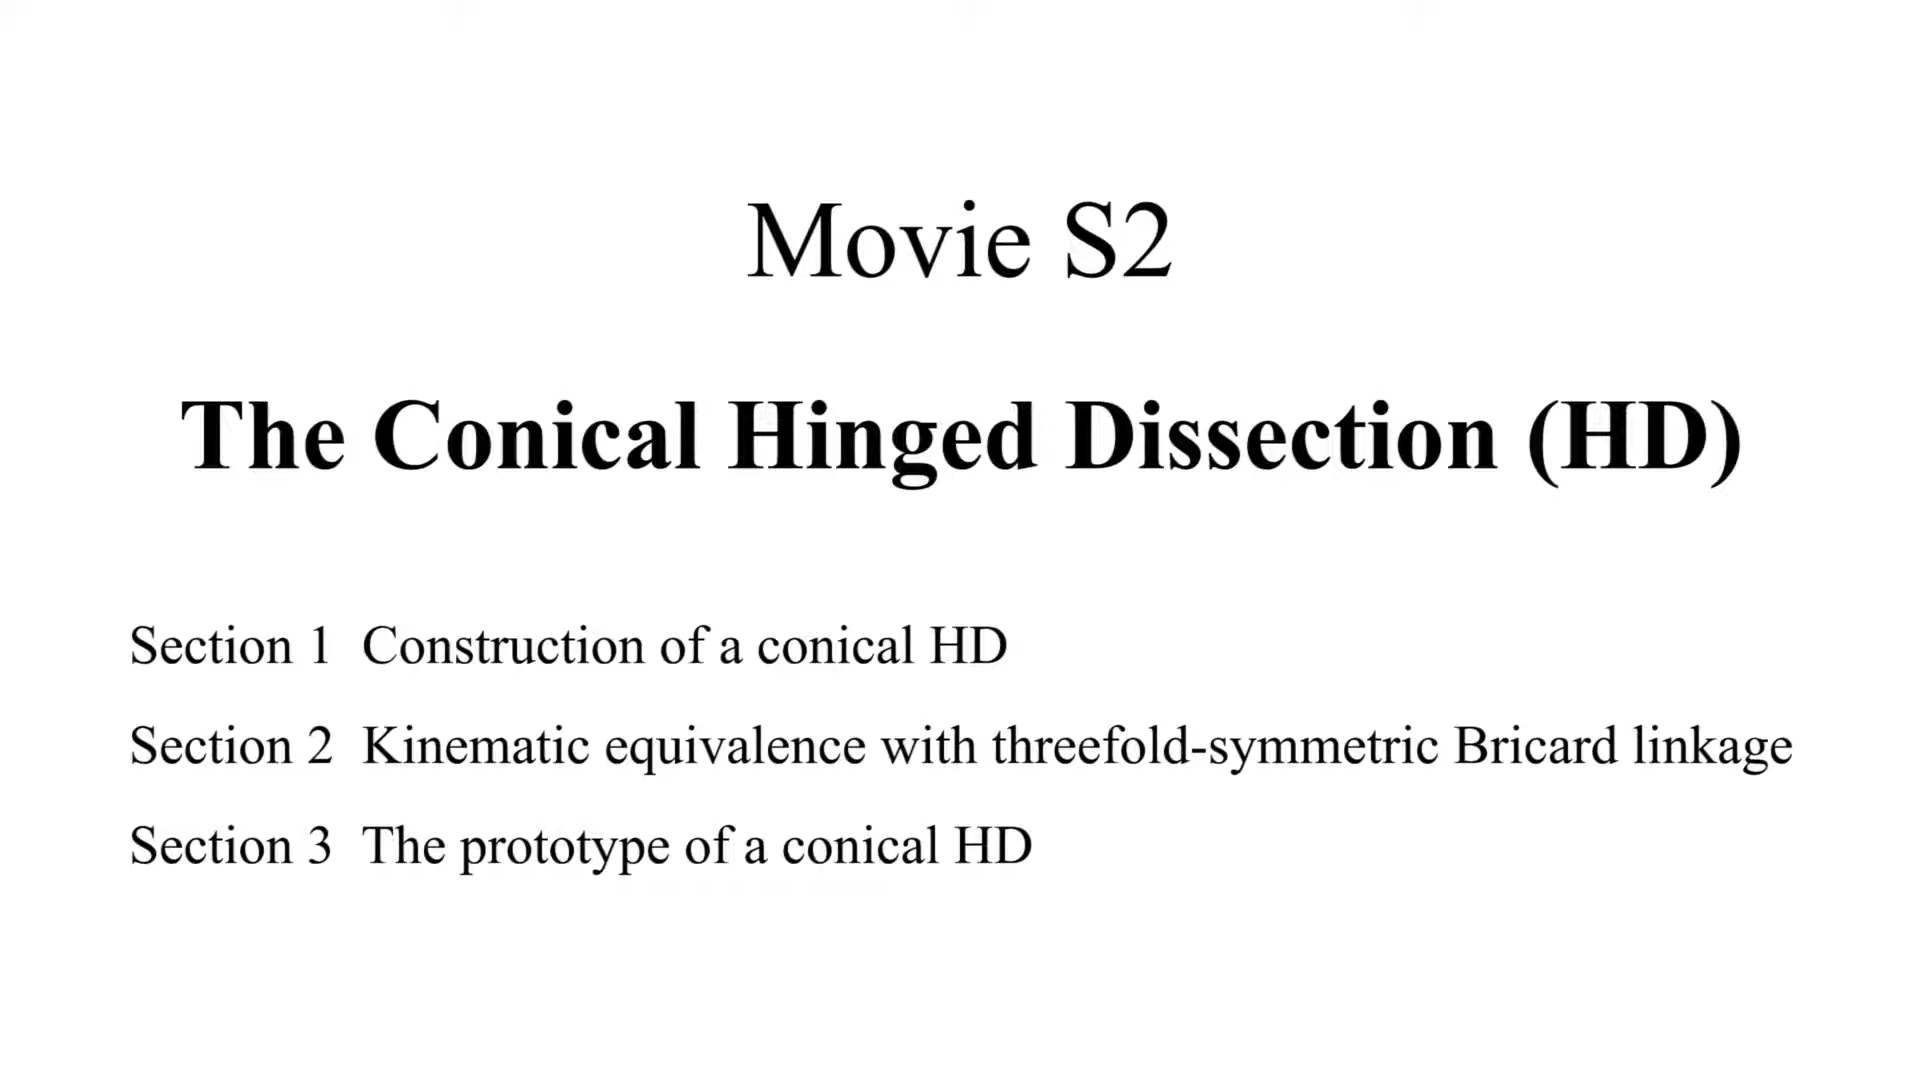 Movie S2
The Conical Hinged Dissection (HD)
Section 1 Construction of a conical HD
Section 2 Kinematic equivalence with threefold-symmetric Bricard linkage
Section 3 The prototype of a conical HD